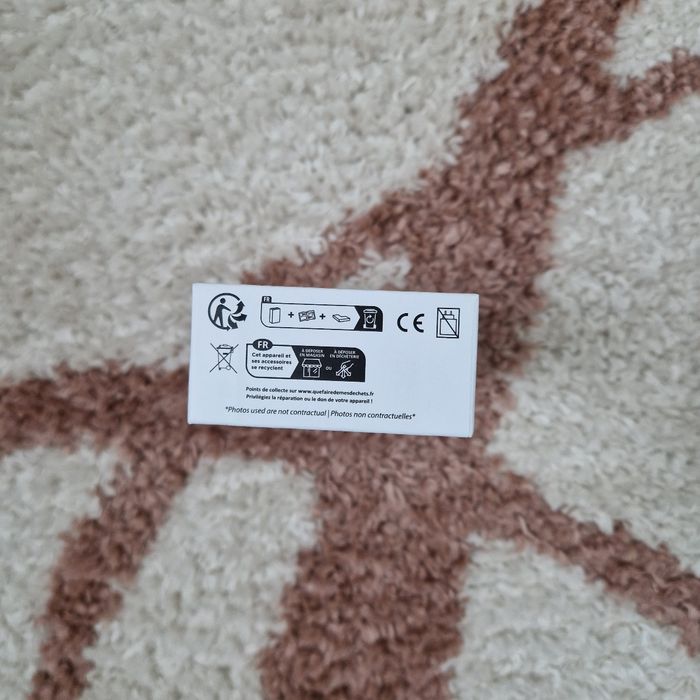 FR
+ + +
CE
FR
Cet appareil et
ses accessoires
se recyclent
À DÉPOSER
EN MAGASIN
OU
À DÉPOSER
EN DÉCHÈTERIE
Points de collecte sur www.quefairedemesdechets.fr
Privilégiez la réparation ou le don de votre appareil !
*Photos used are not contractual | Photos non contractuelles*